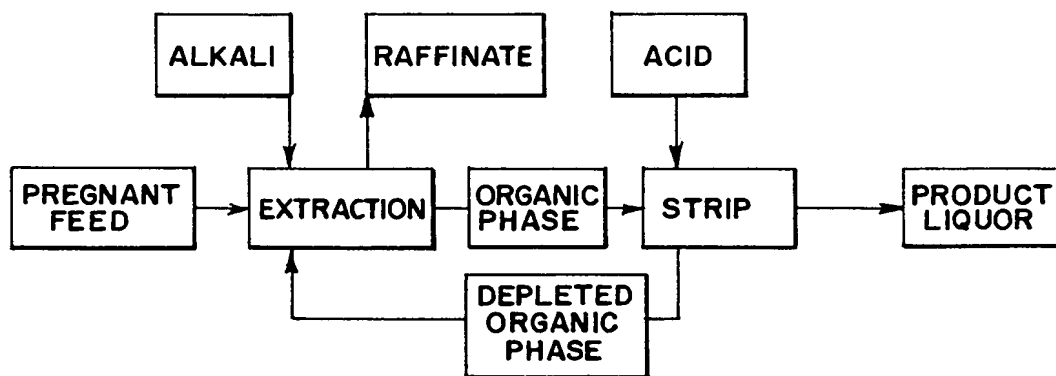 ALKALI
RAFFINATE
ACID
PREGNANT
FEED
EXTRACTION
ORGANIC
PHASE
STRIP
PRODUCT
LIQUOR
DEPLETED
ORGANIC
PHASE